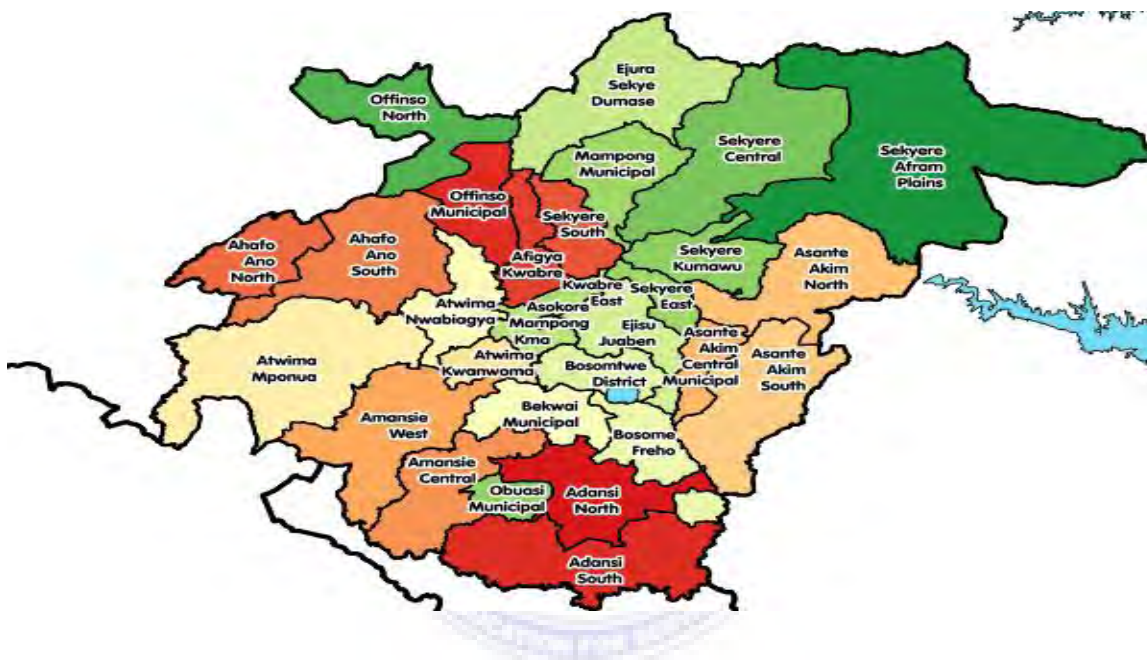 Ejura
Sekye
Dumase
Offinso
North
Mampong
Municipal
Sekyere
Central
Sekyere
Afram
Plains
Offinso
Municipal
Sekyere
South
Ahafo
Ano
North
Ahafo
Ano
South
Afigya
Kwabre
Sekyere
Kumawu
Asante
Akim
North
Kwabre
East
Sekyere
East
Atwima
Nwabiagya
Asokore
Mampong
Kma
Ejisu
Juaben
Asante
Akim
Central
Municipal
Asante
Akim
South
Atwima
Mponua
Atwima
Kwanwoma
Bosomtwe
District
Amansie
West
Bekwai
Municipal
Bosome
Freho
Amansie
Central
Obuasi
Municipal
Adansi
North
Adansi
South